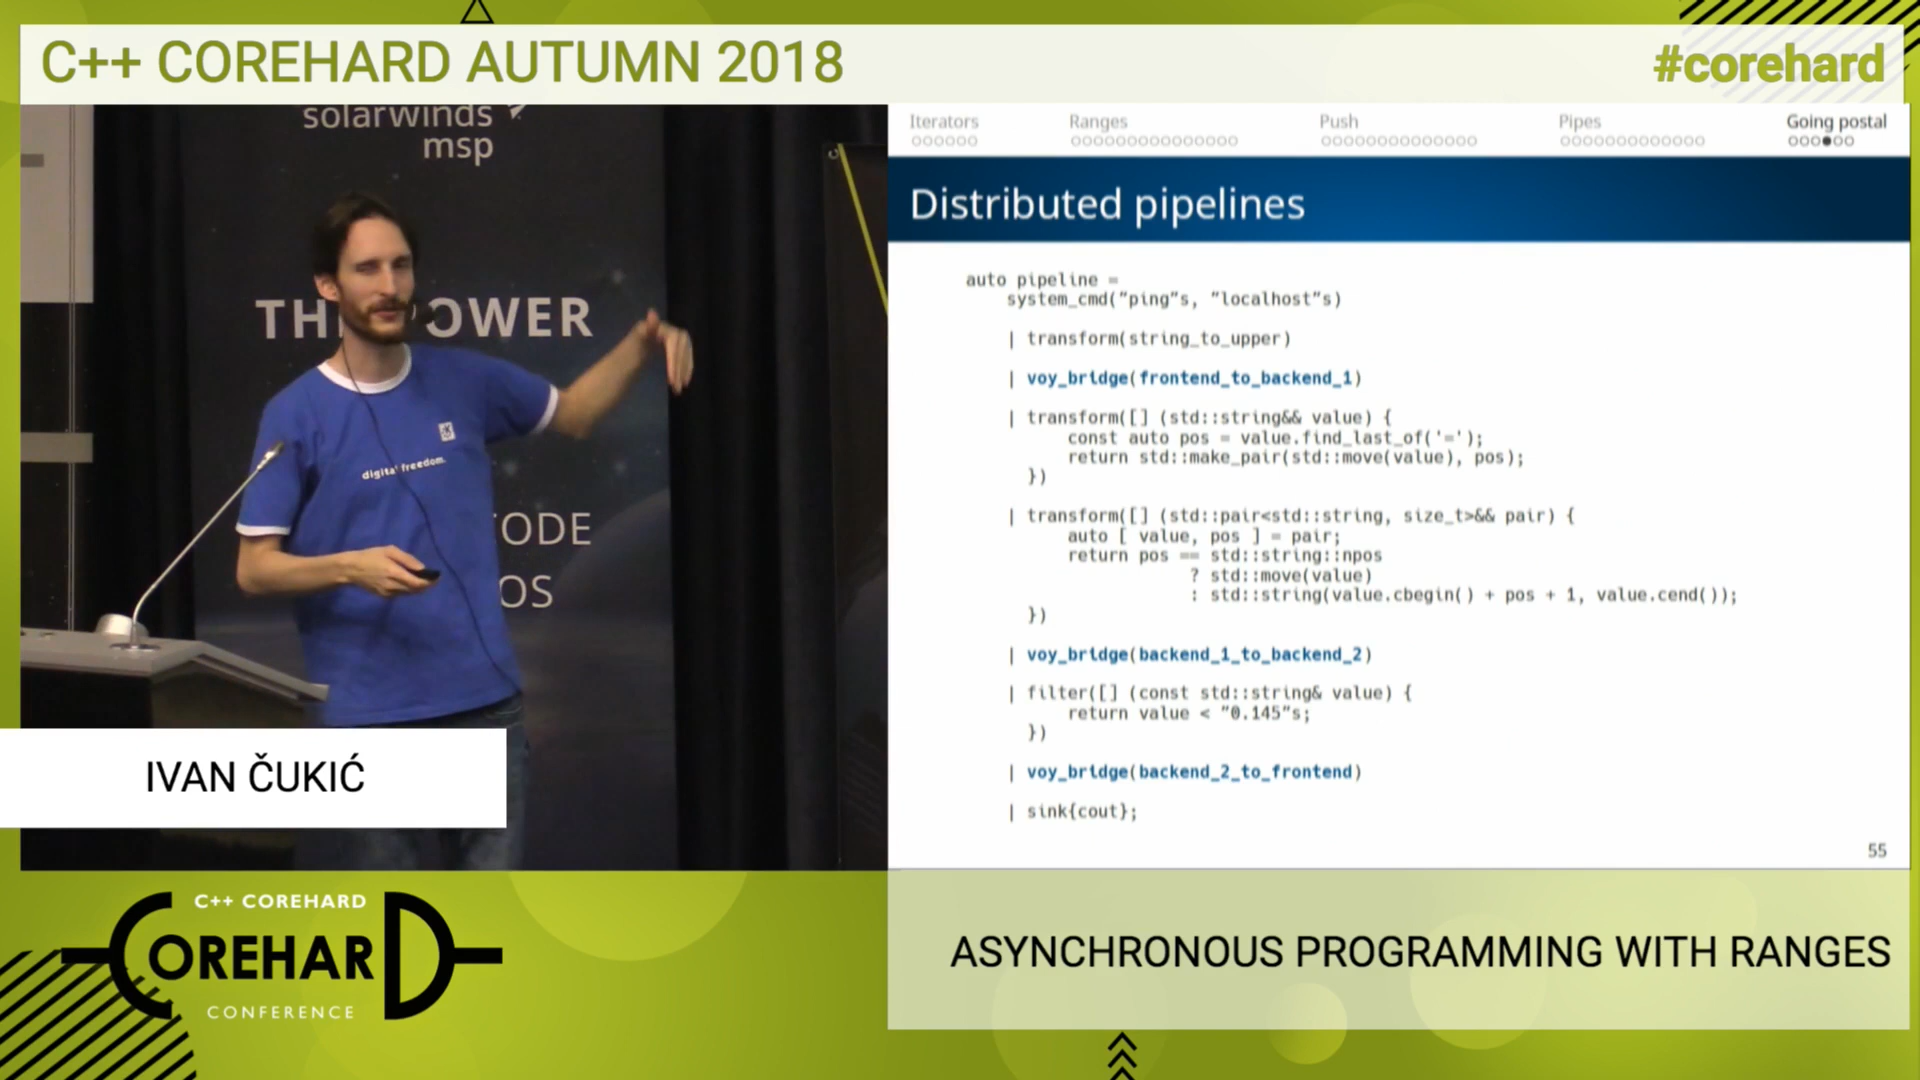 C++ COREHARD AUTUMN 2018
#corehard
solarwinds
msp
TH
OWER
digital freedom.
ODE
OS
IVAN ČUKIĆ
C++ COREHARD
COREHARD
CONFERENCE
Iterators Ranges Push Pipes Going postal
Distributed pipelines
auto pipeline =
system_cmd("ping"s, "localhost"s)
| transform(string_to_upper)
| voy_bridge(frontend_to_backend_1)
| transform([] (std::string&& value) {
const auto pos = value.find_last_of('=');
return std::make_pair(std::move(value), pos);
})
| transform([] (std::pair<std::string, size_t>&& pair) {
auto [ value, pos ] = pair;
return pos == std::string::npos
? std::move(value)
: std::string(value.cbegin() + pos + 1, value.cend());
})
| voy_bridge(backend_1_to_backend_2)
| filter([] (const std::string& value) {
return value < "0.145"s;
})
| voy_bridge(backend_2_to_frontend)
| sink{cout};
55
ASYNCHRONOUS PROGRAMMING WITH RANGES